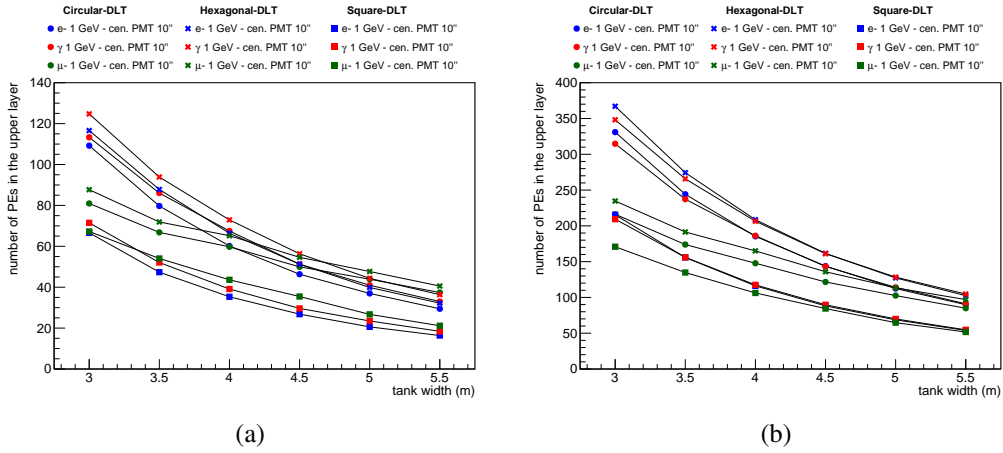 Circular-DLT Hexagonal-DLT Square-DLT
e- 1 GeV - cen. PMT 10" e- 1 GeV - cen. PMT 10" e- 1 GeV - cen. PMT 10"
γ 1 GeV - cen. PMT 10" γ 1 GeV - cen. PMT 10" γ 1 GeV - cen. PMT 10"
μ- 1 GeV - cen. PMT 10" μ- 1 GeV - cen. PMT 10" μ- 1 GeV - cen. PMT 10"
number of PEs in the upper layer
140
120
100
80
60
40
20
0
3 3.5 4 4.5 5 5.5
tank width (m)
(a)
Circular-DLT Hexagonal-DLT Square-DLT
e- 1 GeV - cen. PMT 10" e- 1 GeV - cen. PMT 10" e- 1 GeV - cen. PMT 10"
γ 1 GeV - cen. PMT 10" γ 1 GeV - cen. PMT 10" γ 1 GeV - cen. PMT 10"
μ- 1 GeV - cen. PMT 10" μ- 1 GeV - cen. PMT 10" μ- 1 GeV - cen. PMT 10"
number of PEs in the upper layer
400
350
300
250
200
150
100
50
0
3 3.5 4 4.5 5 5.5
tank width (m)
(b)